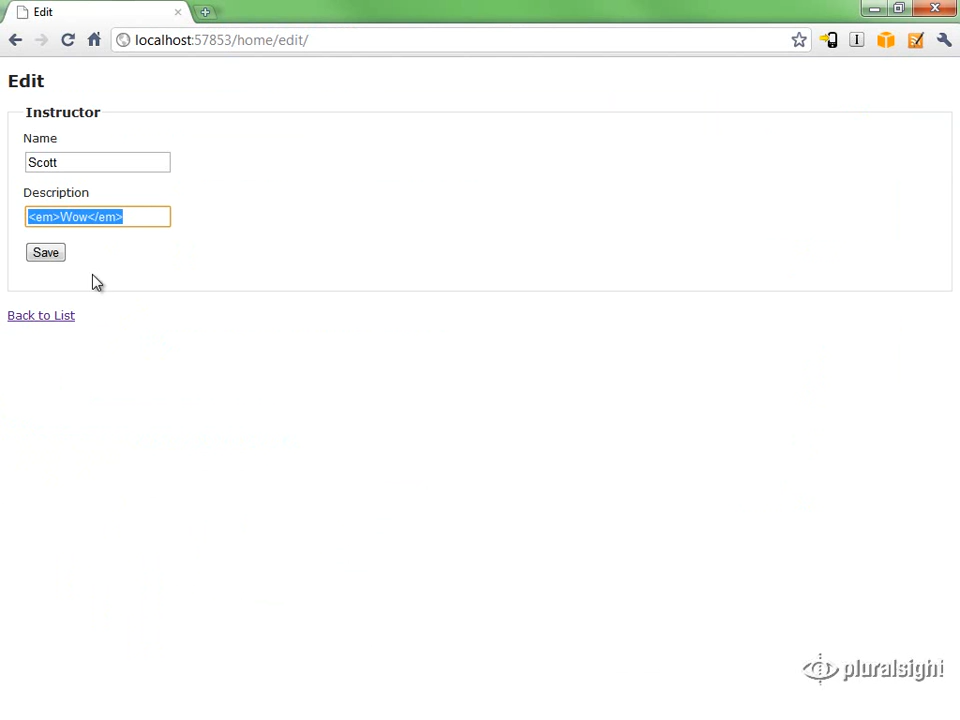 Edit
localhost:57853/home/edit/
Edit
Instructor
Name
Scott
Description
<em>Wow</em>
Save
Back to List
pluralsight